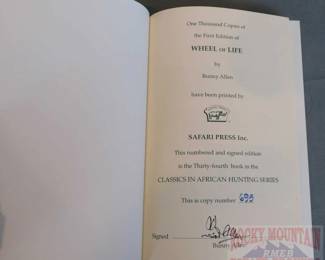 One Thousand Copies of
the First Edition of
WHEEL OF LIFE
by
Bunny Allen
have been printed by
SAFARI PRESS Inc.
This numbered and signed edition
is the Thirty-fourth book in the
CLASSICS IN AFRICAN HUNTING SERIES
This is copy number
Signed
Bunny Allen
ROCKY MOUNTAIN
RMEB